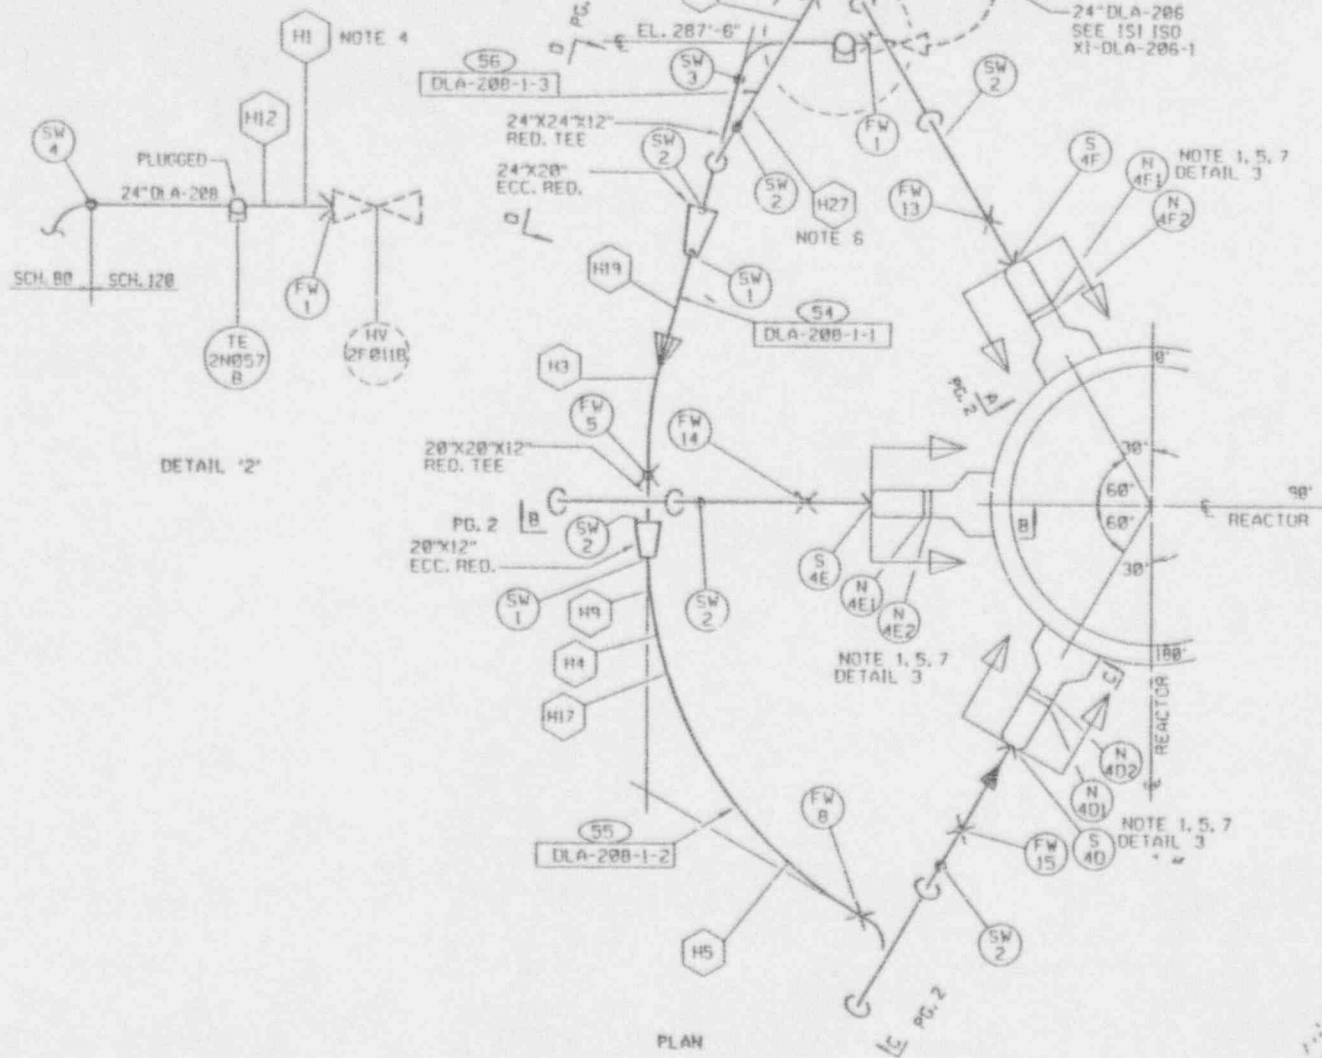 H1 NOTE 4
H12
SW
4
PLUGGED
24"DLA-208
SCH. 80 SCH. 120
FW
1
TE
2N057
B
HV
2F011B
DETAIL "2"
EL. 287'-6"
24"DLA-206
SEE ISI ISO
XI-DLA-206-1
56
DLA-208-1-3
SW
3
24"X24"X12"
RED. TEE
SW
2
24"X20"
ECC. RED.
SW
2
H27
NOTE 6
FW
1
SW
2
S
4F
N
4F1
N
4F2
NOTE 1, 5, 7
DETAIL 3
FW
13
H19
SW
1
54
DLA-208-1-1
H3
FW
5
FW
14
20"X20"X12"
RED. TEE
PG. 2
B
SW
2
20"X12"
ECC. RED.
SW
1
SW
2
S
4E
N
4E1
N
4E2
NOTE 1, 5, 7
DETAIL 3
B
PG. 2
A
0°
30°
60°
60°
30°
90°
REACTOR
180°
REACTOR
H9
H4
H17
55
DLA-208-1-2
H5
FW
8
FW
15
SW
2
N
4D2
N
4D1
S
4D
NOTE 1, 5, 7
DETAIL 3
C
C PG. 2
PLAN